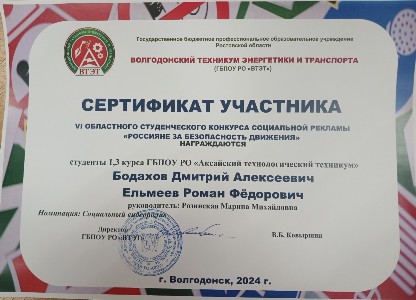 Государственное бюджетное профессиональное образовательное учреждение
Ростовской области
ВОЛГОДОНСКИЙ ТЕХНИКУМ ЭНЕРГЕТИКИ И ТРАНСПОРТА
(ГБПОУ РО «ВТЭТ»)
ВТЭТ
СЕРТИФИКАТ УЧАСТНИКА
VI ОБЛАСТНОГО СТУДЕНЧЕСКОГО КОНКУРСА СОЦИАЛЬНОЙ РЕКЛАМЫ
«РОССИЯНЕ ЗА БЕЗОПАСНОСТЬ ДВИЖЕНИЯ»
НАГРАЖДАЮТСЯ
студенты 1,3 курса ГБПОУ РО «Аксайский технологический техникум»
Бодахов Дмитрий Алексеевич
Ельмеев Роман Фёдорович
руководитель: Розинская Марина Михайловна
Номинация: Социальный видеоролик
Директор
ГБПОУ РО «ВТЭТ»
В.Б.
г. Волгодонск, 2024 г.